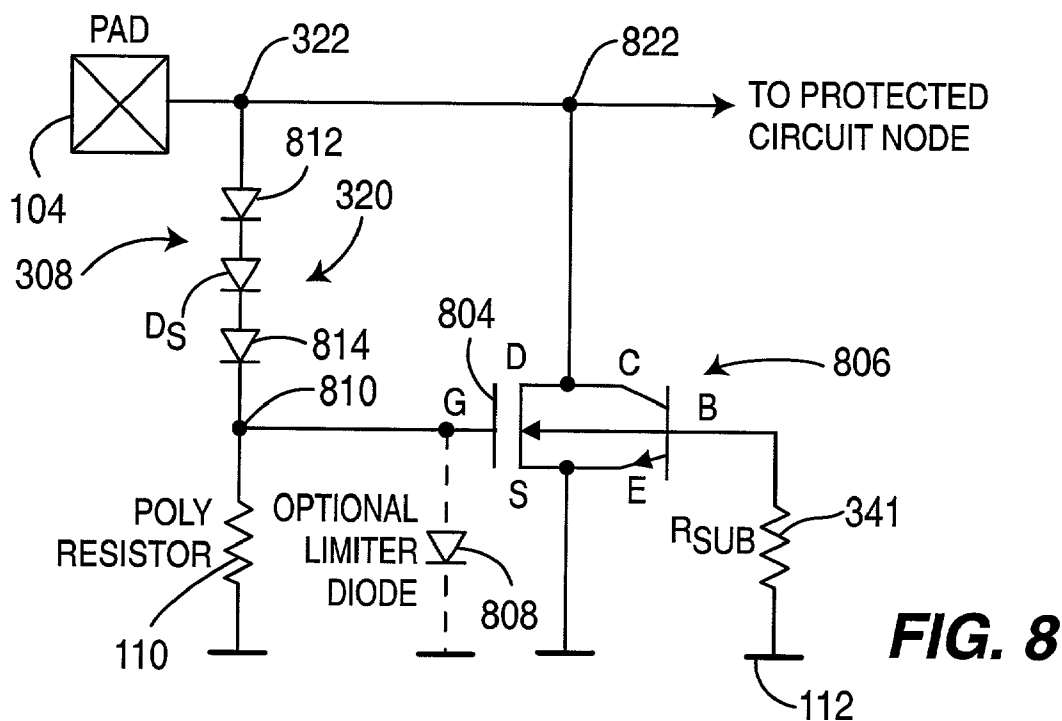 PAD
322
822
TO PROTECTED
CIRCUIT NODE
812
104
320
308
DS
804
814
D
C
806
810
G
B
S
E
POLY
RESISTOR
OPTIONAL
LIMITER
DIODE
RSUB
341
808
110
112
FIG. 8